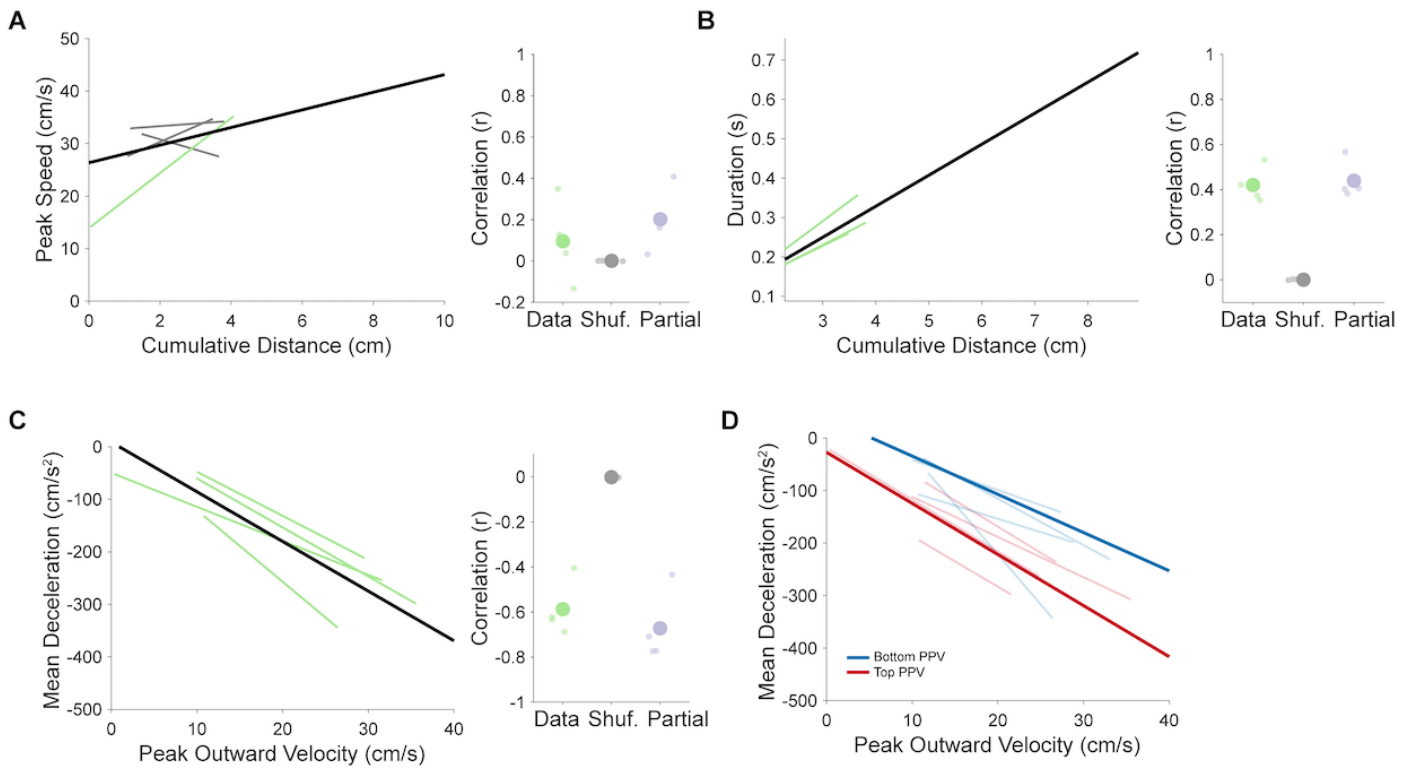 A
Peak Speed (cm/s)
50
40
30
20
10
0
0 2 4 6 8 10
Cumulative Distance (cm)
Correlation (r)
1
0.8
0.6
0.4
0.2
0
-0.2
Data Shuf. Partial
B
Duration (s)
0.7
0.6
0.5
0.4
0.3
0.2
0.1
3 4 5 6 7 8
Cumulative Distance (cm)
Correlation (r)
1
0.8
0.6
0.4
0.2
0
Data Shuf. Partial
C
Mean Deceleration (cm/s²)
0
-100
-200
-300
-400
-500
0 10 20 30 40
Peak Outward Velocity (cm/s)
Correlation (r)
0
-0.2
-0.4
-0.6
-0.8
-1
Data Shuf. Partial
D
Mean Deceleration (cm/s²)
0
-100
-200
-300
-400
-500
Bottom PPV
Top PPV
0 10 20 30 40
Peak Outward Velocity (cm/s)